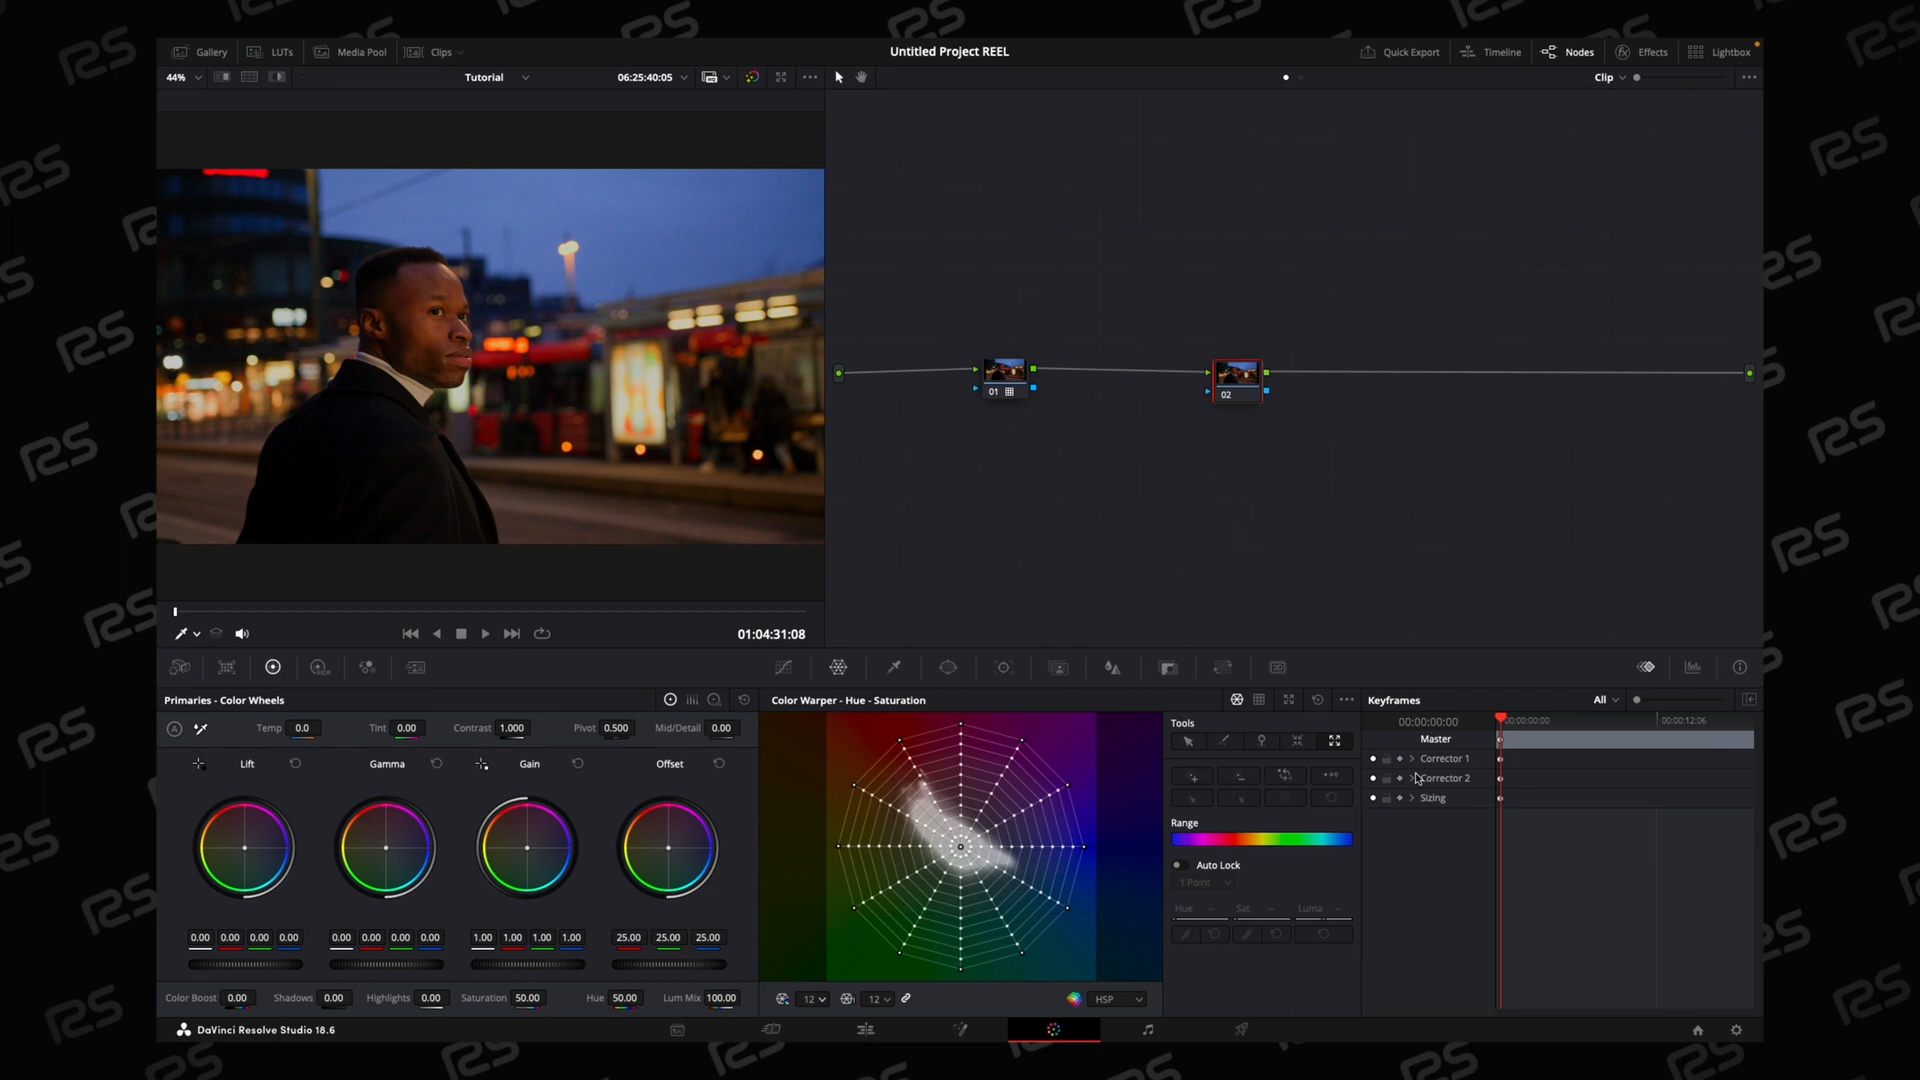 Gallery LUTs Media Pool Clips Untitled Project REEL Quick Export Timeline Nodes Effects Lightbox
44% Tutorial 06:25:40:05 Clip
01
02
01:04:31:08
Primaries - Color Wheels Color Warper - Hue - Saturation Keyframes All
Temp 0.0 Tint 0.00 Contrast 1.000 Pivot 0.500 Mid/Detail 0.00 Tools 00:00:00:00 00:00:00:00 00:00:12:06
Master
Lift Gamma Gain Offset Corrector 1
Corrector 2
Sizing
Range
Auto Lock
1 Point
Hue Sat Luma
0.00 0.00 0.00 0.00 0.00 0.00 0.00 0.00 1.00 1.00 1.00 1.00 25.00 25.00 25.00
Color Boost 0.00 Shadows 0.00 Highlights 0.00 Saturation 50.00 Hue 50.00 Lum Mix 100.00 12 12 HSP
DaVinci Resolve Studio 18.6